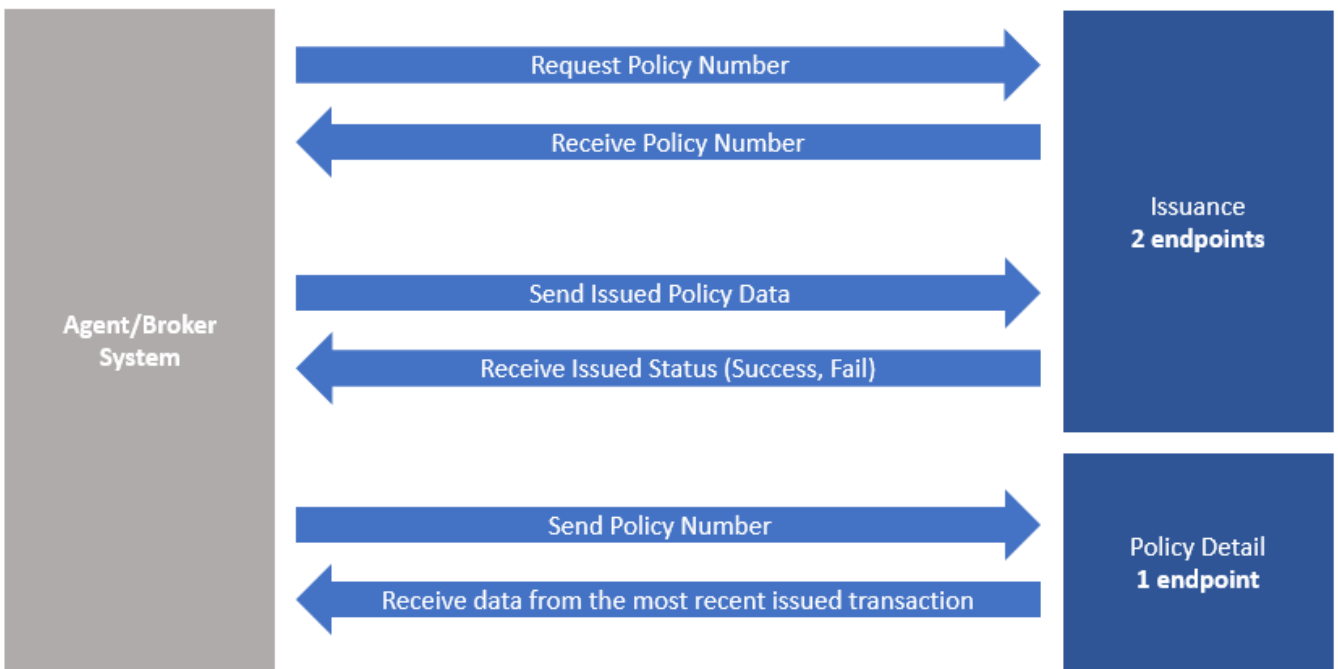 Request Policy Number
Receive Policy Number
Issuance
2 endpoints
Send Issued Policy Data
Agent/Broker
System
Receive Issued Status (Success, Fail)
Send Policy Number
Policy Detail
1 endpoint
Receive data from the most recent issued transaction